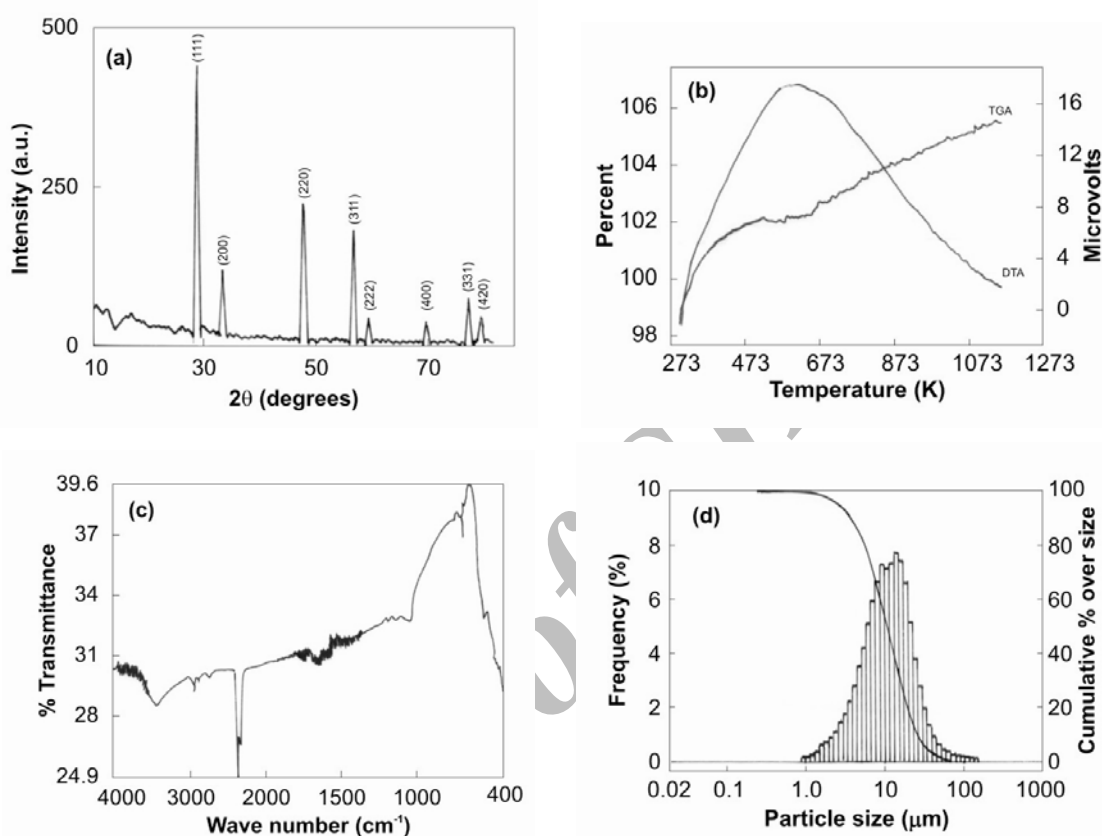 (a)
500
250
0
Intensity (a.u.)
(111)
(200)
(220)
(311)
(222)
(400)
(331)
(420)
10 30 50 70
2θ (degrees)
(b)
106
104
102
100
98
Percent
TGA
DTA
16
12
8
4
0
Microvolts
273 473 673 873 1073 1273
Temperature (K)
(c)
39.6
37
34
31
28
24.9
% Transmittance
4000 3000 2000 1500 1000 400
Wave number (cm⁻¹)
(d)
10
8
6
4
2
0
Frequency (%)
100
80
60
40
20
0
Cumulative % over size
0.02 0.1 1.0 10 100 1000
Particle size (μm)